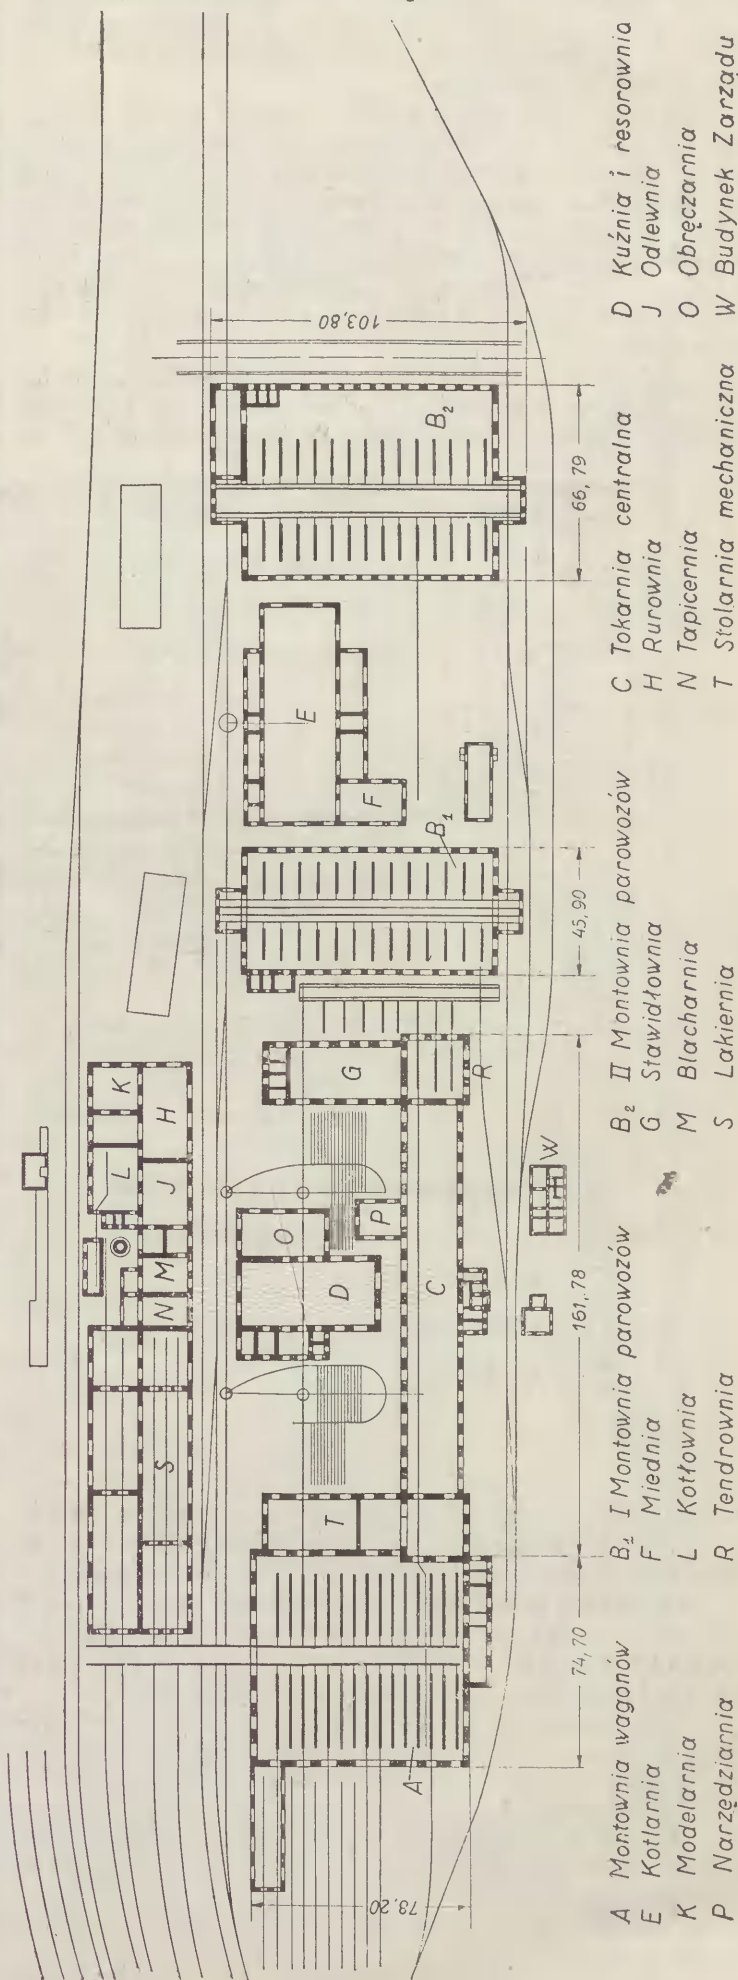 K
L
H
J
M
N
S
103,80
B₂
E
F
B₁
G
R
O
P
D
C
T
A
W
73,20
74,70
161,78
45,90
66,79
A Montownia wagonów B₁ I Montownia parowozów B₂ II Montownia parowozów C Tokarnia centralna D Kuźnia i resorownia
E Kotlarnia F Miednia G Stawidłownia H Rurownia J Odlewnia
K Modelarnia L Kotłownia M Blacharnia N Tapicernia O Obręczarnia
P Narzędziarnia R Tendrownia S Lakiernia T Stolarnia mechaniczna W Budynek Zarządu